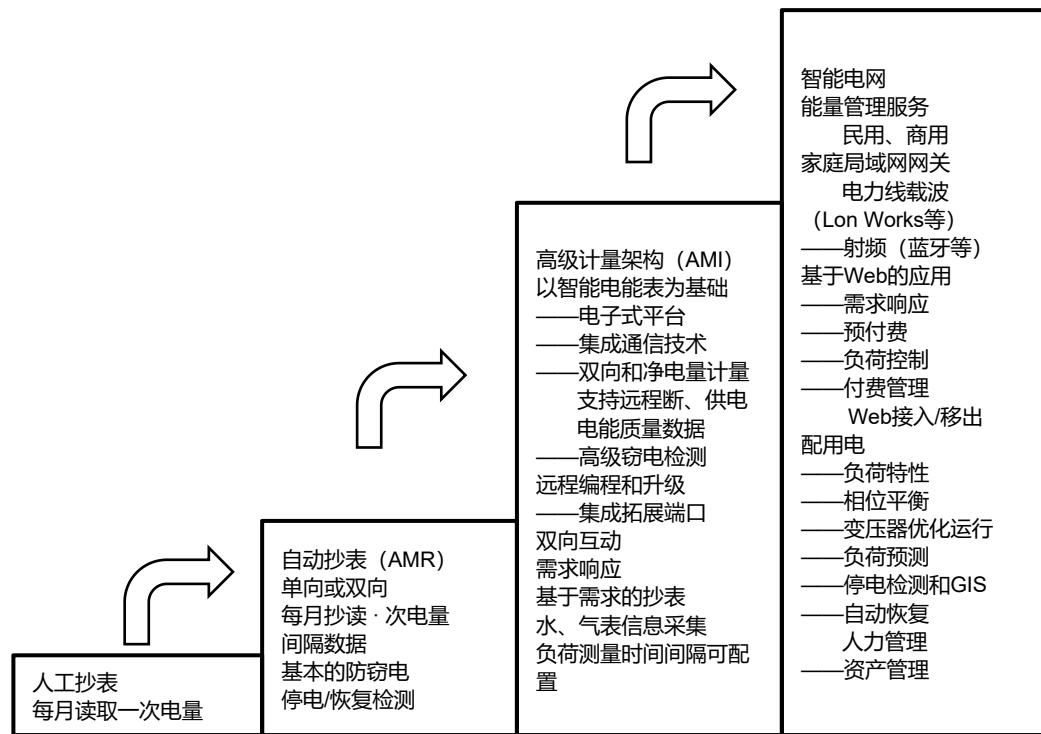 人工抄表
每月读取一次电量
自动抄表（AMR）
单向或双向
每月抄读 · 次电量
间隔数据
基本的防窃电
停电/恢复检测
高级计量架构（AMI）
以智能电能表为基础
——电子式平台
——集成通信技术
——双向和净电量计量
支持远程断、供电
电能质量数据
——高级窃电检测
远程编程和升级
——集成拓展端口
双向互动
需求响应
基于需求的抄表
水、气表信息采集
负荷测量时间间隔可配
置
智能电网
能量管理服务
民用、商用
家庭局域网网关
电力线载波
（Lon Works等）
——射频（蓝牙等）
基于Web的应用
——需求响应
——预付费
——负荷控制
——付费管理
Web接入/移出
配用电
——负荷特性
——相位平衡
——变压器优化运行
——负荷预测
——停电检测和GIS
——自动恢复
人力管理
——资产管理